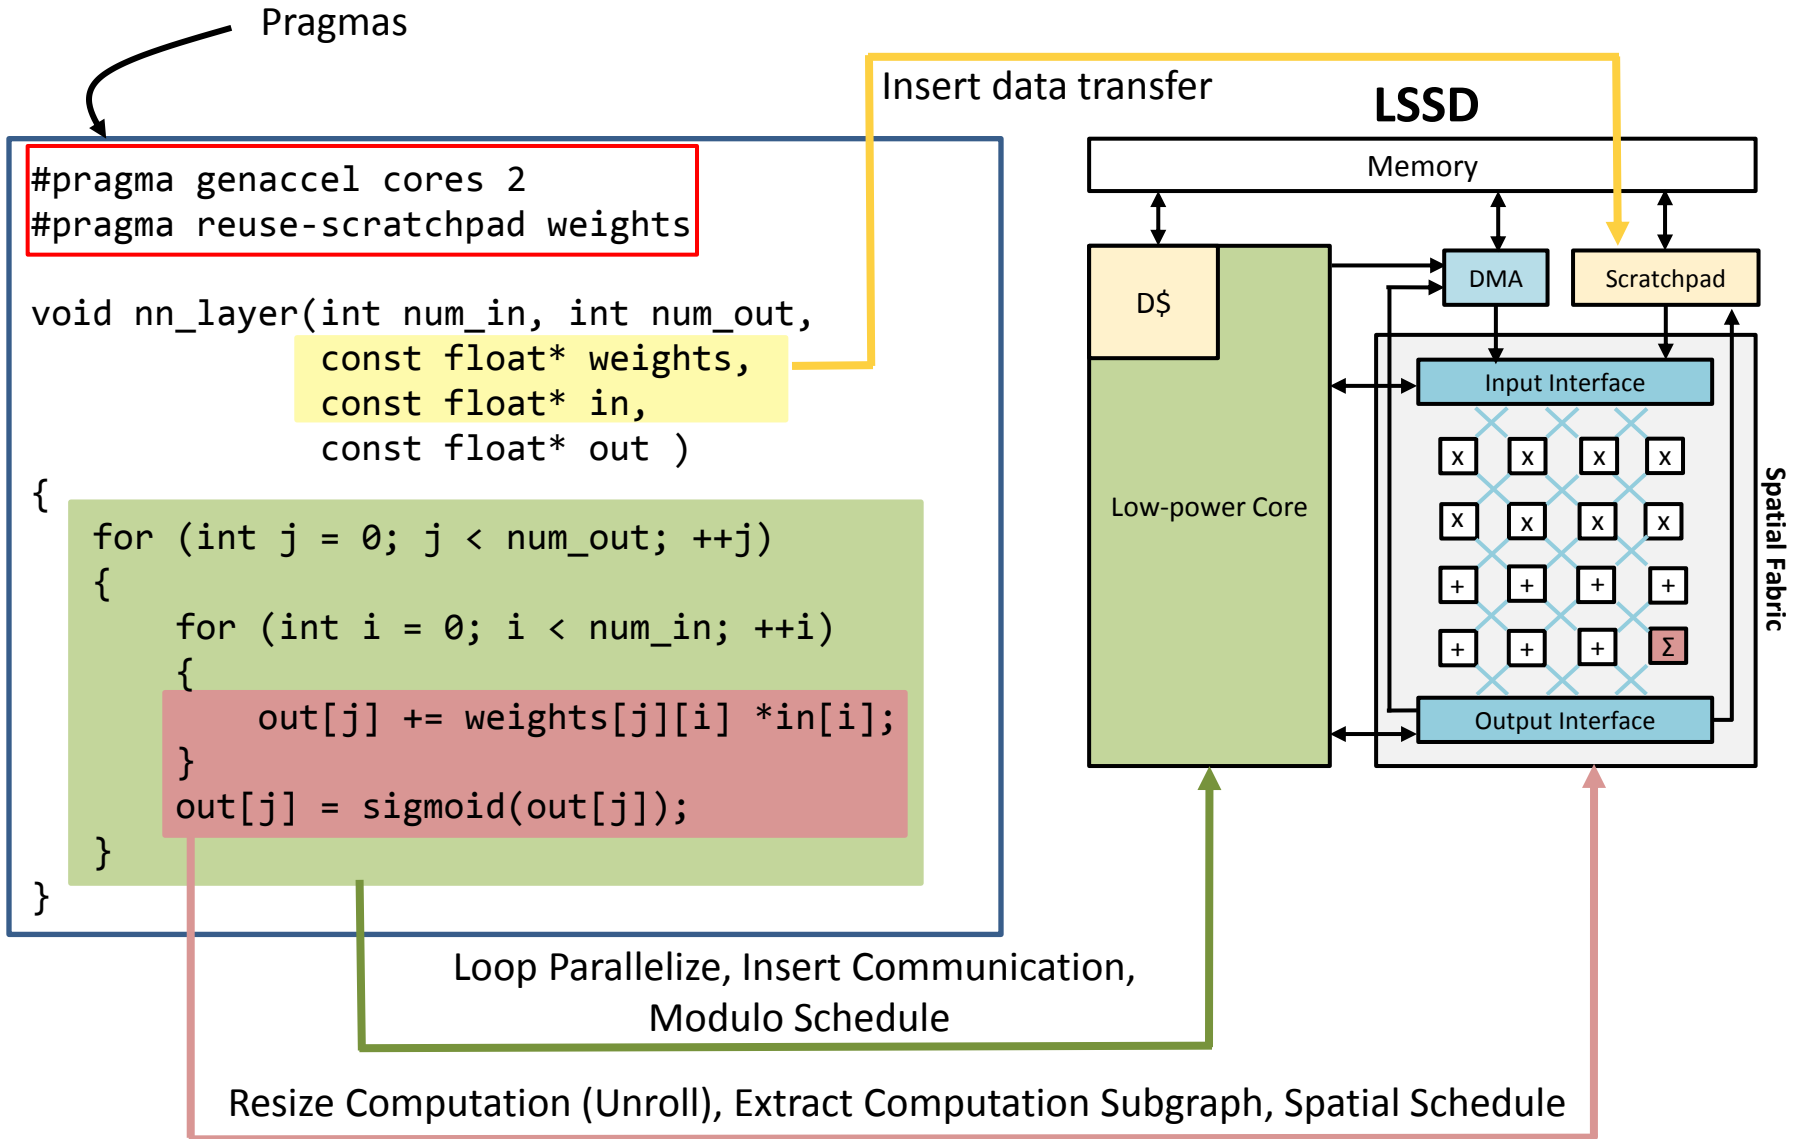 Pragmas
Insert data transfer
#pragma genaccel cores 2
#pragma reuse-scratchpad weights
void nn_layer(int num_in, int num_out,
const float* weights,
const float* in,
const float* out )
{
for (int j = 0; j < num_out; ++j)
{
for (int i = 0; i < num_in; ++i)
{
out[j] += weights[j][i] *in[i];
}
out[j] = sigmoid(out[j]);
}
}
LSSD
Memory
D$
DMA
Scratchpad
Low-power Core
Input Interface
x x x x
x x x x
+ + + +
+ + + Σ
Output Interface
Spatial Fabric
Loop Parallelize, Insert Communication,
Modulo Schedule
Resize Computation (Unroll), Extract Computation Subgraph, Spatial Schedule